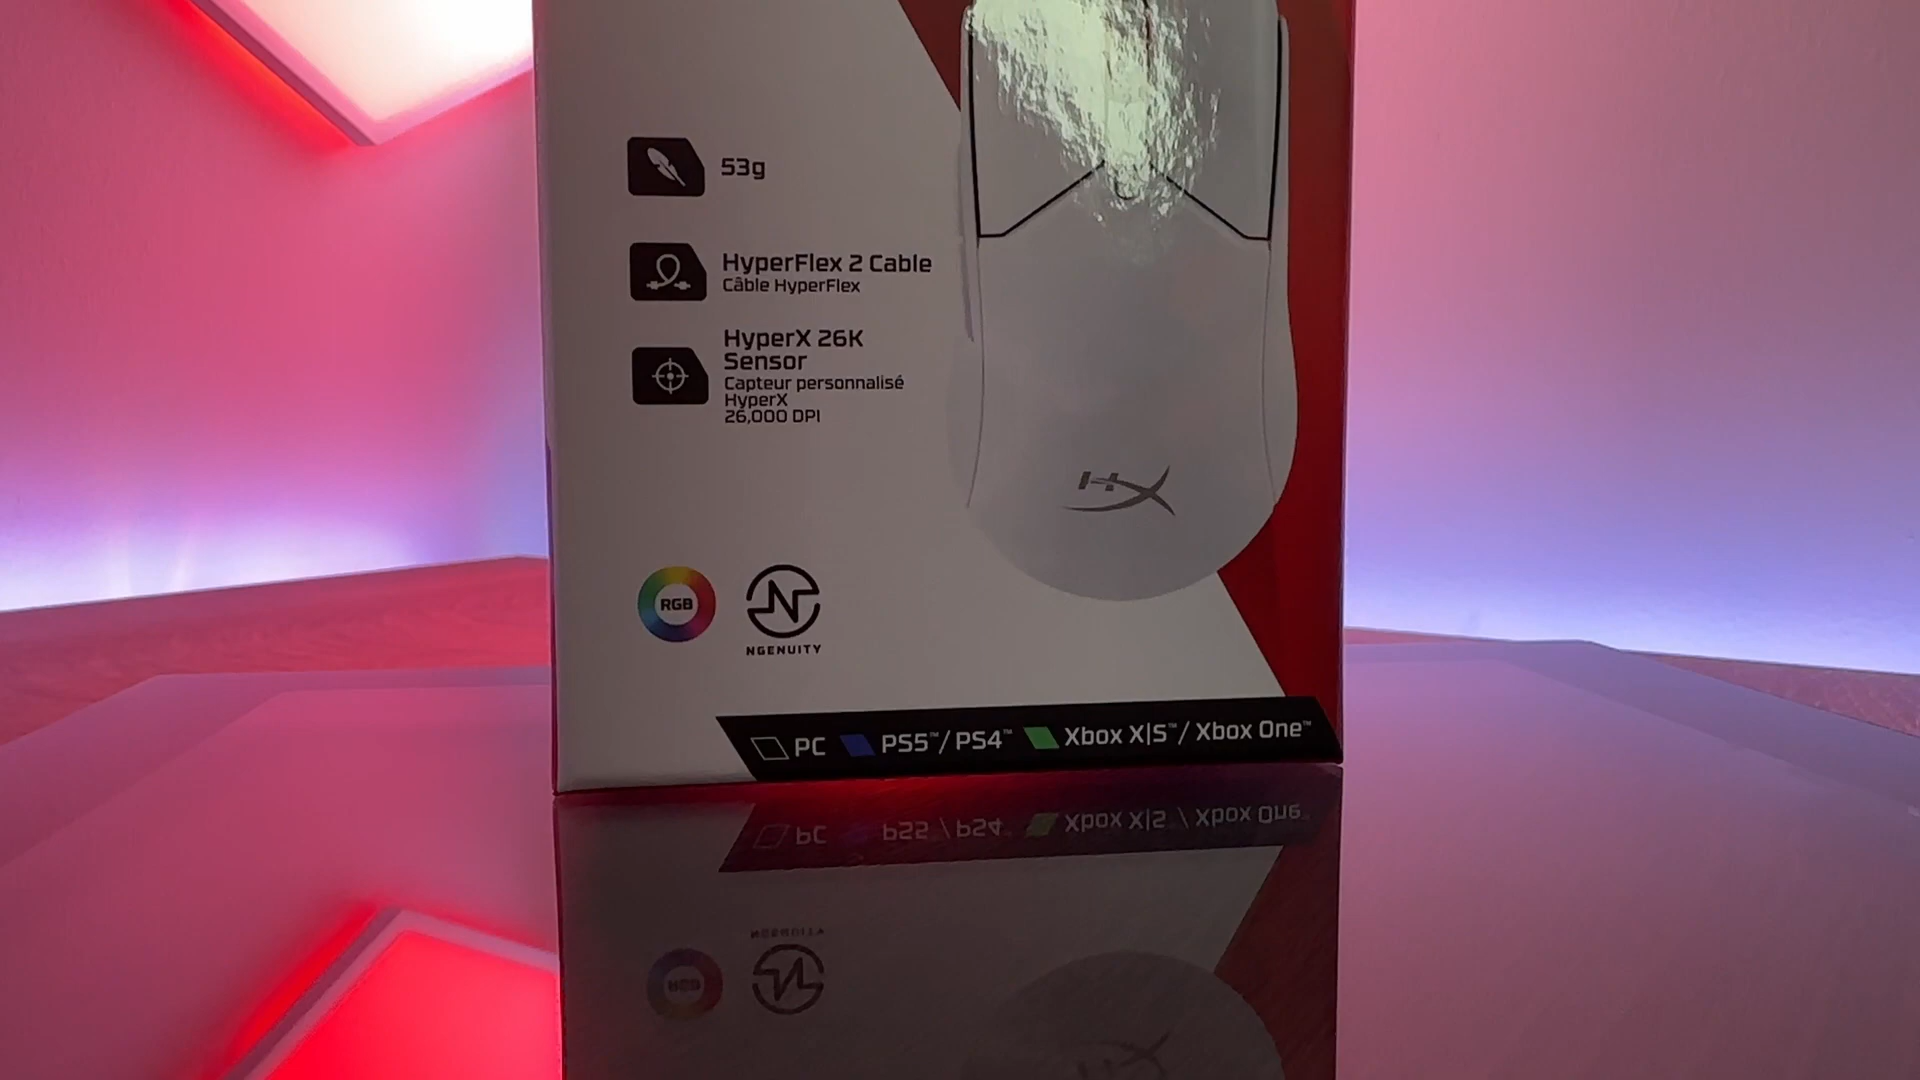 53g
HyperFlex 2 Cable
Câble HyperFlex
HyperX 26K
Sensor
Capteur personnalisé
HyperX
26,000 DPI
HX
RGB
NGENUITY
PC PS5™/PS4™ Xbox X|S™/Xbox One™